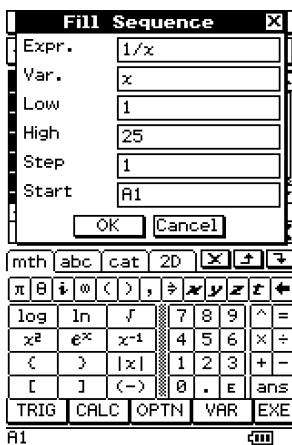 Fill Sequence X
Expr. 1/x
Var. x
Low 1
High 25
Step 1
Start A1
OK Cancel
mth abc cat 2D
π θ i ∞ ( ) , ⇒ x y z t ←
log ln √ 7 8 9 ^ =
x² eˣ x⁻¹ 4 5 6 × ÷
{ } |x| 1 2 3 + −
[ ] (−) 0 . E ans
TRIG CALC OPTN VAR EXE
A1